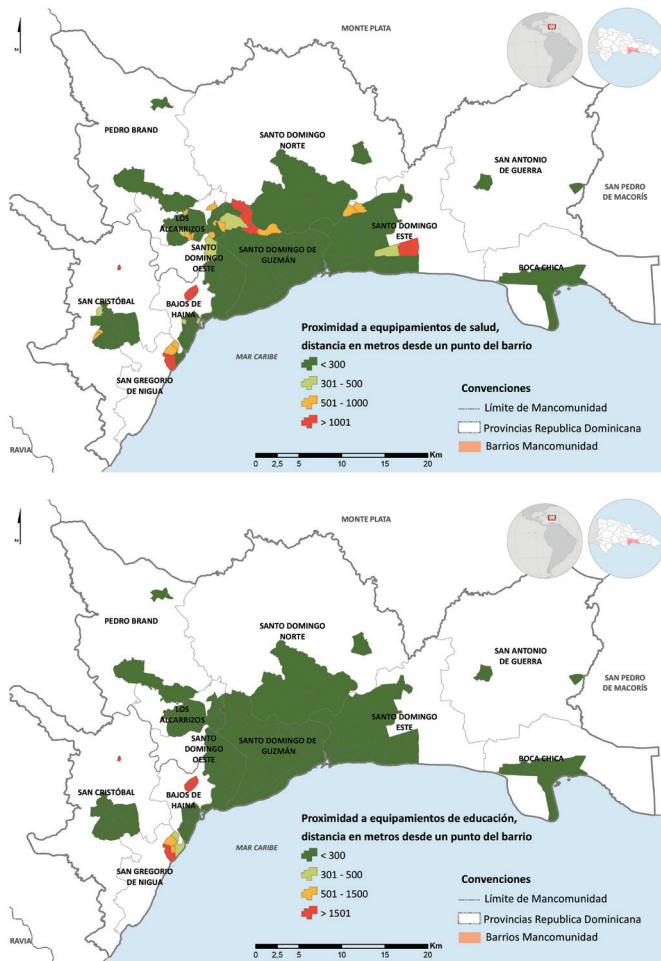 MONTE PLATA
PEDRO BRAND
SANTO DOMINGO
NORTE
SAN ANTONIO
DE GUERRA
SAN PEDRO
DE MACORÍS
LOS
ALCARRIZOS
SANTO
DOMINGO
OESTE
SANTO DOMINGO DE
GUZMÁN
SANTO DOMINGO
ESTE
BOCA CHICA
SAN CRISTÓBAL
BAJOS DE
HAINA
SAN GREGORIO
DE NIGUA
MAR CARIBE
RAVIA
Proximidad a equipamientos de salud,
distancia en metros desde un punto del barrio
< 300
301 - 500
501 - 1000
> 1001
Convenciones
Límite de Mancomunidad
Provincias Republica Dominicana
Barrios Mancomunidad
0 2,5 5 10 15 20
Km
MONTE PLATA
PEDRO BRAND
SANTO DOMINGO
NORTE
SAN ANTONIO
DE GUERRA
SAN PEDRO
DE MACORÍS
LOS
ALCARRIZOS
SANTO
DOMINGO
OESTE
SANTO DOMINGO DE
GUZMÁN
SANTO DOMINGO
ESTE
BOCA CHICA
SAN CRISTÓBAL
BAJOS DE
HAINA
SAN GREGORIO
DE NIGUA
MAR CARIBE
RAVIA
Proximidad a equipamientos de educación,
distancia en metros desde un punto del barrio
< 300
301 - 500
501 - 1500
> 1501
Convenciones
Límite de Mancomunidad
Provincias Republica Dominicana
Barrios Mancomunidad
0 2,5 5 10 15 20
Km